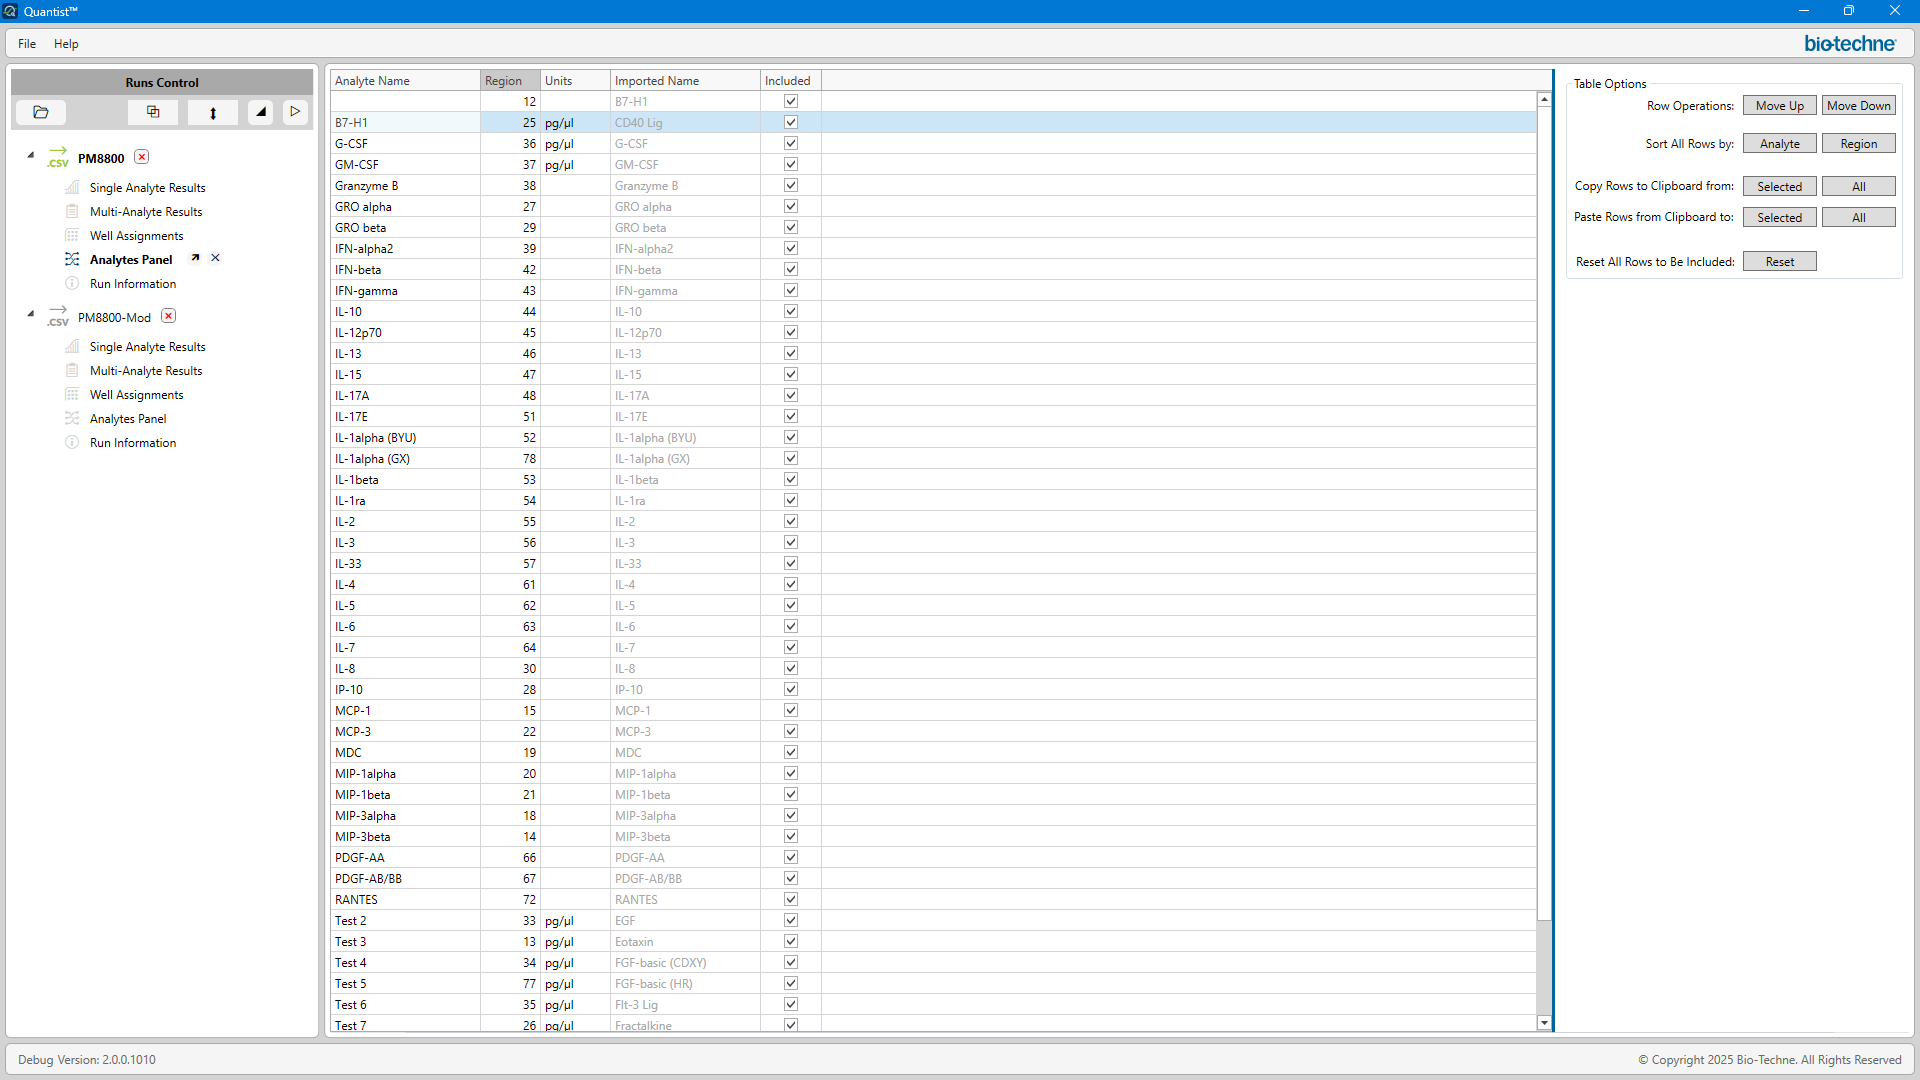 Quantist™
File Help
bio-techne
Runs Control
PM8800
Single Analyte Results
Multi-Analyte Results
Well Assignments
Analytes Panel
Run Information
PM8800-Mod
Single Analyte Results
Multi-Analyte Results
Well Assignments
Analytes Panel
Run Information
Analyte Name Region Units Imported Name Included
12 B7-H1
B7-H1 25 pg/µl CD40 Lig
G-CSF 36 pg/µl G-CSF
GM-CSF 37 pg/µl GM-CSF
Granzyme B 38 Granzyme B
GRO alpha 27 GRO alpha
GRO beta 29 GRO beta
IFN-alpha2 39 IFN-alpha2
IFN-beta 42 IFN-beta
IFN-gamma 43 IFN-gamma
IL-10 44 IL-10
IL-12p70 45 IL-12p70
IL-13 46 IL-13
IL-15 47 IL-15
IL-17A 48 IL-17A
IL-17E 51 IL-17E
IL-1alpha (BYU) 52 IL-1alpha (BYU)
IL-1alpha (GX) 78 IL-1alpha (GX)
IL-1beta 53 IL-1beta
IL-1ra 54 IL-1ra
IL-2 55 IL-2
IL-3 56 IL-3
IL-33 57 IL-33
IL-4 61 IL-4
IL-5 62 IL-5
IL-6 63 IL-6
IL-7 64 IL-7
IL-8 30 IL-8
IP-10 28 IP-10
MCP-1 15 MCP-1
MCP-3 22 MCP-3
MDC 19 MDC
MIP-1alpha 20 MIP-1alpha
MIP-1beta 21 MIP-1beta
MIP-3alpha 18 MIP-3alpha
MIP-3beta 14 MIP-3beta
PDGF-AA 66 PDGF-AA
PDGF-AB/BB 67 PDGF-AB/BB
RANTES 72 RANTES
Test 2 33 pg/µl EGF
Test 3 13 pg/µl Eotaxin
Test 4 34 pg/µl FGF-basic (CDXY)
Test 5 77 pg/µl FGF-basic (HR)
Test 6 35 pg/µl Flt-3 Lig
Test 7 26 pg/µl Fractalkine
Table Options
Row Operations: Move Up Move Down
Sort All Rows by: Analyte Region
Copy Rows to Clipboard from: Selected All
Paste Rows from Clipboard to: Selected All
Reset All Rows to Be Included: Reset
Debug Version: 2.0.0.1010
© Copyright 2025 Bio-Techne. All Rights Reserved